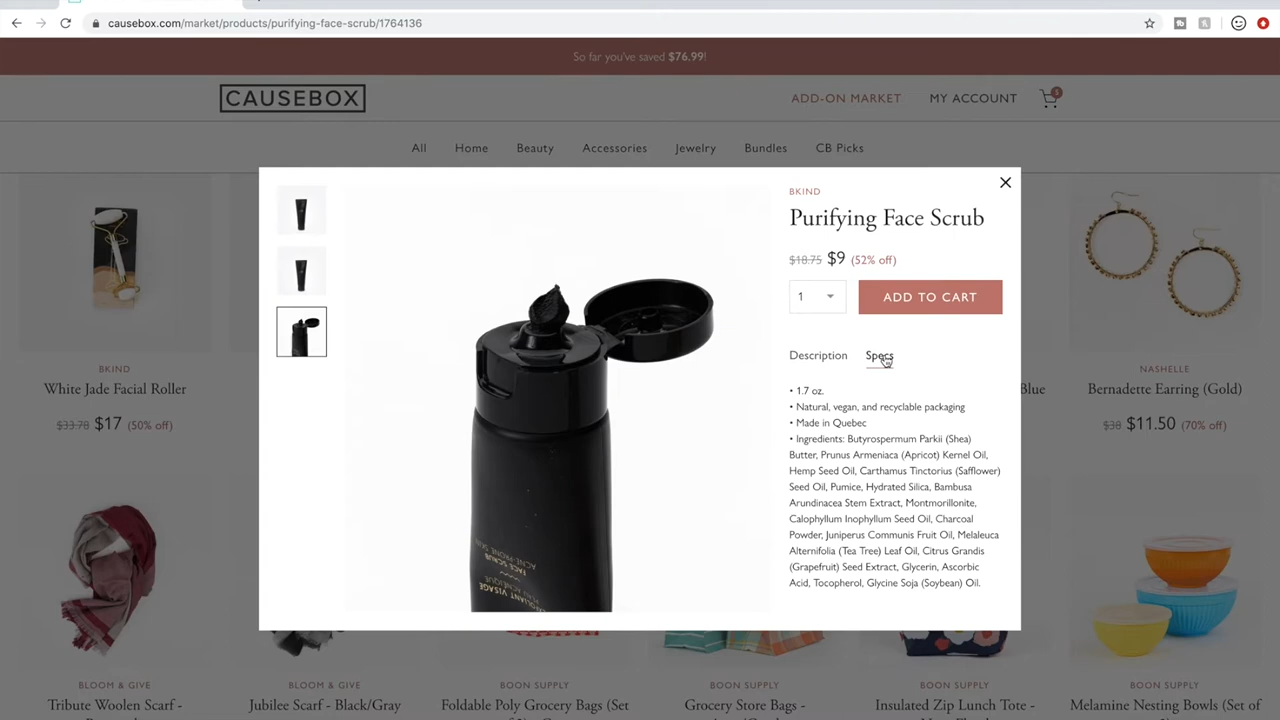 causebox.com/market/products/purifying-face-scrub/1764136
So far you've saved $76.99!
CAUSEBOX
ADD-ON MARKET
MY ACCOUNT
All
Home
Beauty
Accessories
Jewelry
Bundles
CB Picks
BKIND
Purifying Face Scrub
$18.75 $9 (52% off)
1
ADD TO CART
Description
Specs
• 1.7 oz.
• Natural, vegan, and recyclable packaging
• Made in Quebec
• Ingredients: Butyrospermum Parkii (Shea)
Butter, Prunus Armeniaca (Apricot) Kernel Oil,
Hemp Seed Oil, Carthamus Tinctorius (Safflower)
Seed Oil, Pumice, Hydrated Silica, Bambusa
Arundinacea Stem Extract, Montmorillonite,
Calophyllum Inophyllum Seed Oil, Charcoal
Powder, Juniperus Communis Fruit Oil, Melaleuca
Alternifolia (Tea Tree) Leaf Oil, Citrus Grandis
(Grapefruit) Seed Extract, Glycerin, Ascorbic
Acid, Tocopherol, Glycine Soja (Soybean) Oil.
ACNE-PRONE SKIN
FACE SCRUB
EXFOLIANT VISAGE
BKIND
White Jade Facial Roller
$33.78 $17 (50% off)
Blue
NASHELLE
Bernadette Earring (Gold)
$38 $11.50 (70% off)
BLOOM & GIVE
Tribute Woolen Scarf -
BLOOM & GIVE
Jubilee Scarf - Black/Gray
BOON SUPPLY
Foldable Poly Grocery Bags (Set
BOON SUPPLY
Grocery Store Bags -
BOON SUPPLY
Insulated Zip Lunch Tote -
BOON SUPPLY
Melamine Nesting Bowls (Set of